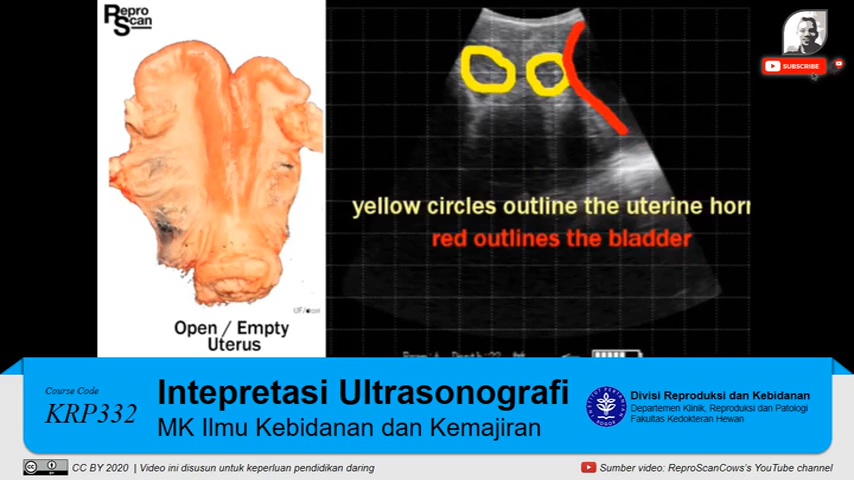 Repro
Scan
SUBSCRIBE
yellow circles outline the uterine horn
red outlines the bladder
Open / Empty
Uterus
Course Code
KRP332
Intepretasi Ultrasonografi
MK Ilmu Kebidanan dan Kemajiran
Divisi Reproduksi dan Kebidanan
Departemen Klinik, Reproduksi dan Patologi
Fakultas Kedokteran Hewan
CC BY 2020 | Video ini disusun untuk keperluan pendidikan daring
Sumber video: ReproScanCows's YouTube channel